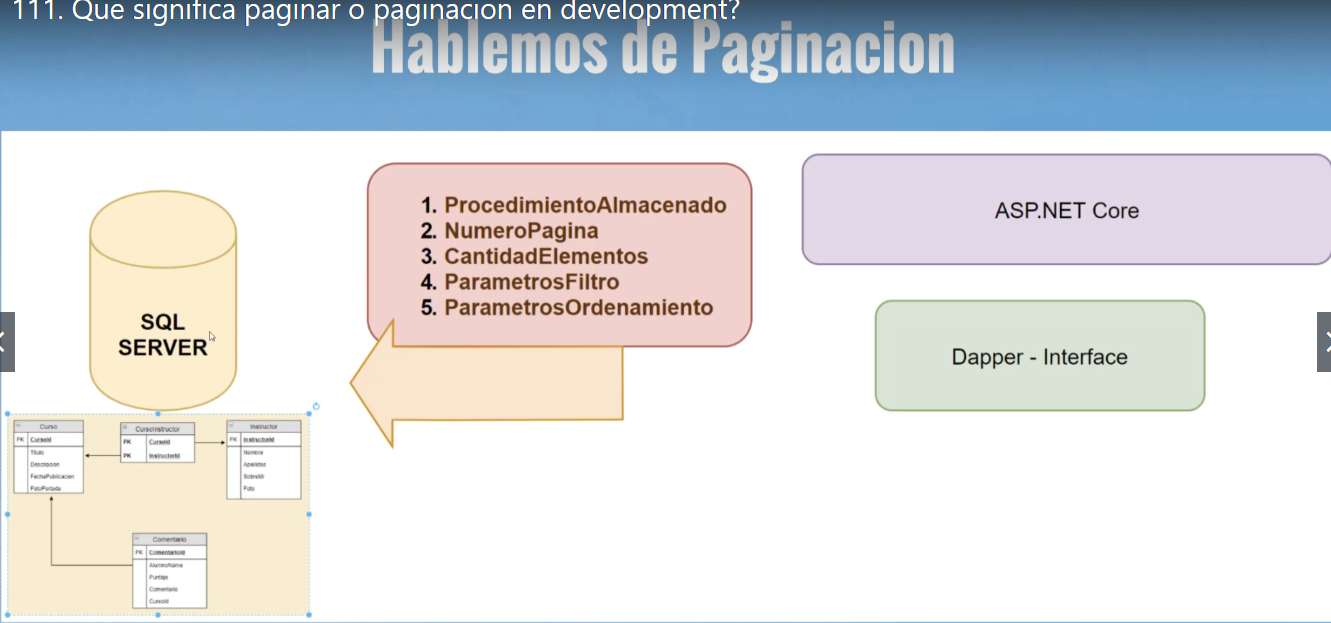 111. Que significa paginar o paginacion en development?
Hablemos de Paginacion
SQL
SERVER
1. ProcedimientoAlmacenado
2. NumeroPagina
3. CantidadElementos
4. ParametrosFiltro
5. ParametrosOrdenamiento
ASP.NET Core
Dapper - Interface
Curso
PK CursoId
Titulo
Descripcion
FechaPublicacion
FotoPortada
CursoInstructor
PK CursoId
PK InstructorId
Instructor
PK InstructorId
Nombre
Apellidos
Foto
Comentario
PK ComentarioId
AlumnoNombre
Puntaje
Comentario
CursoId